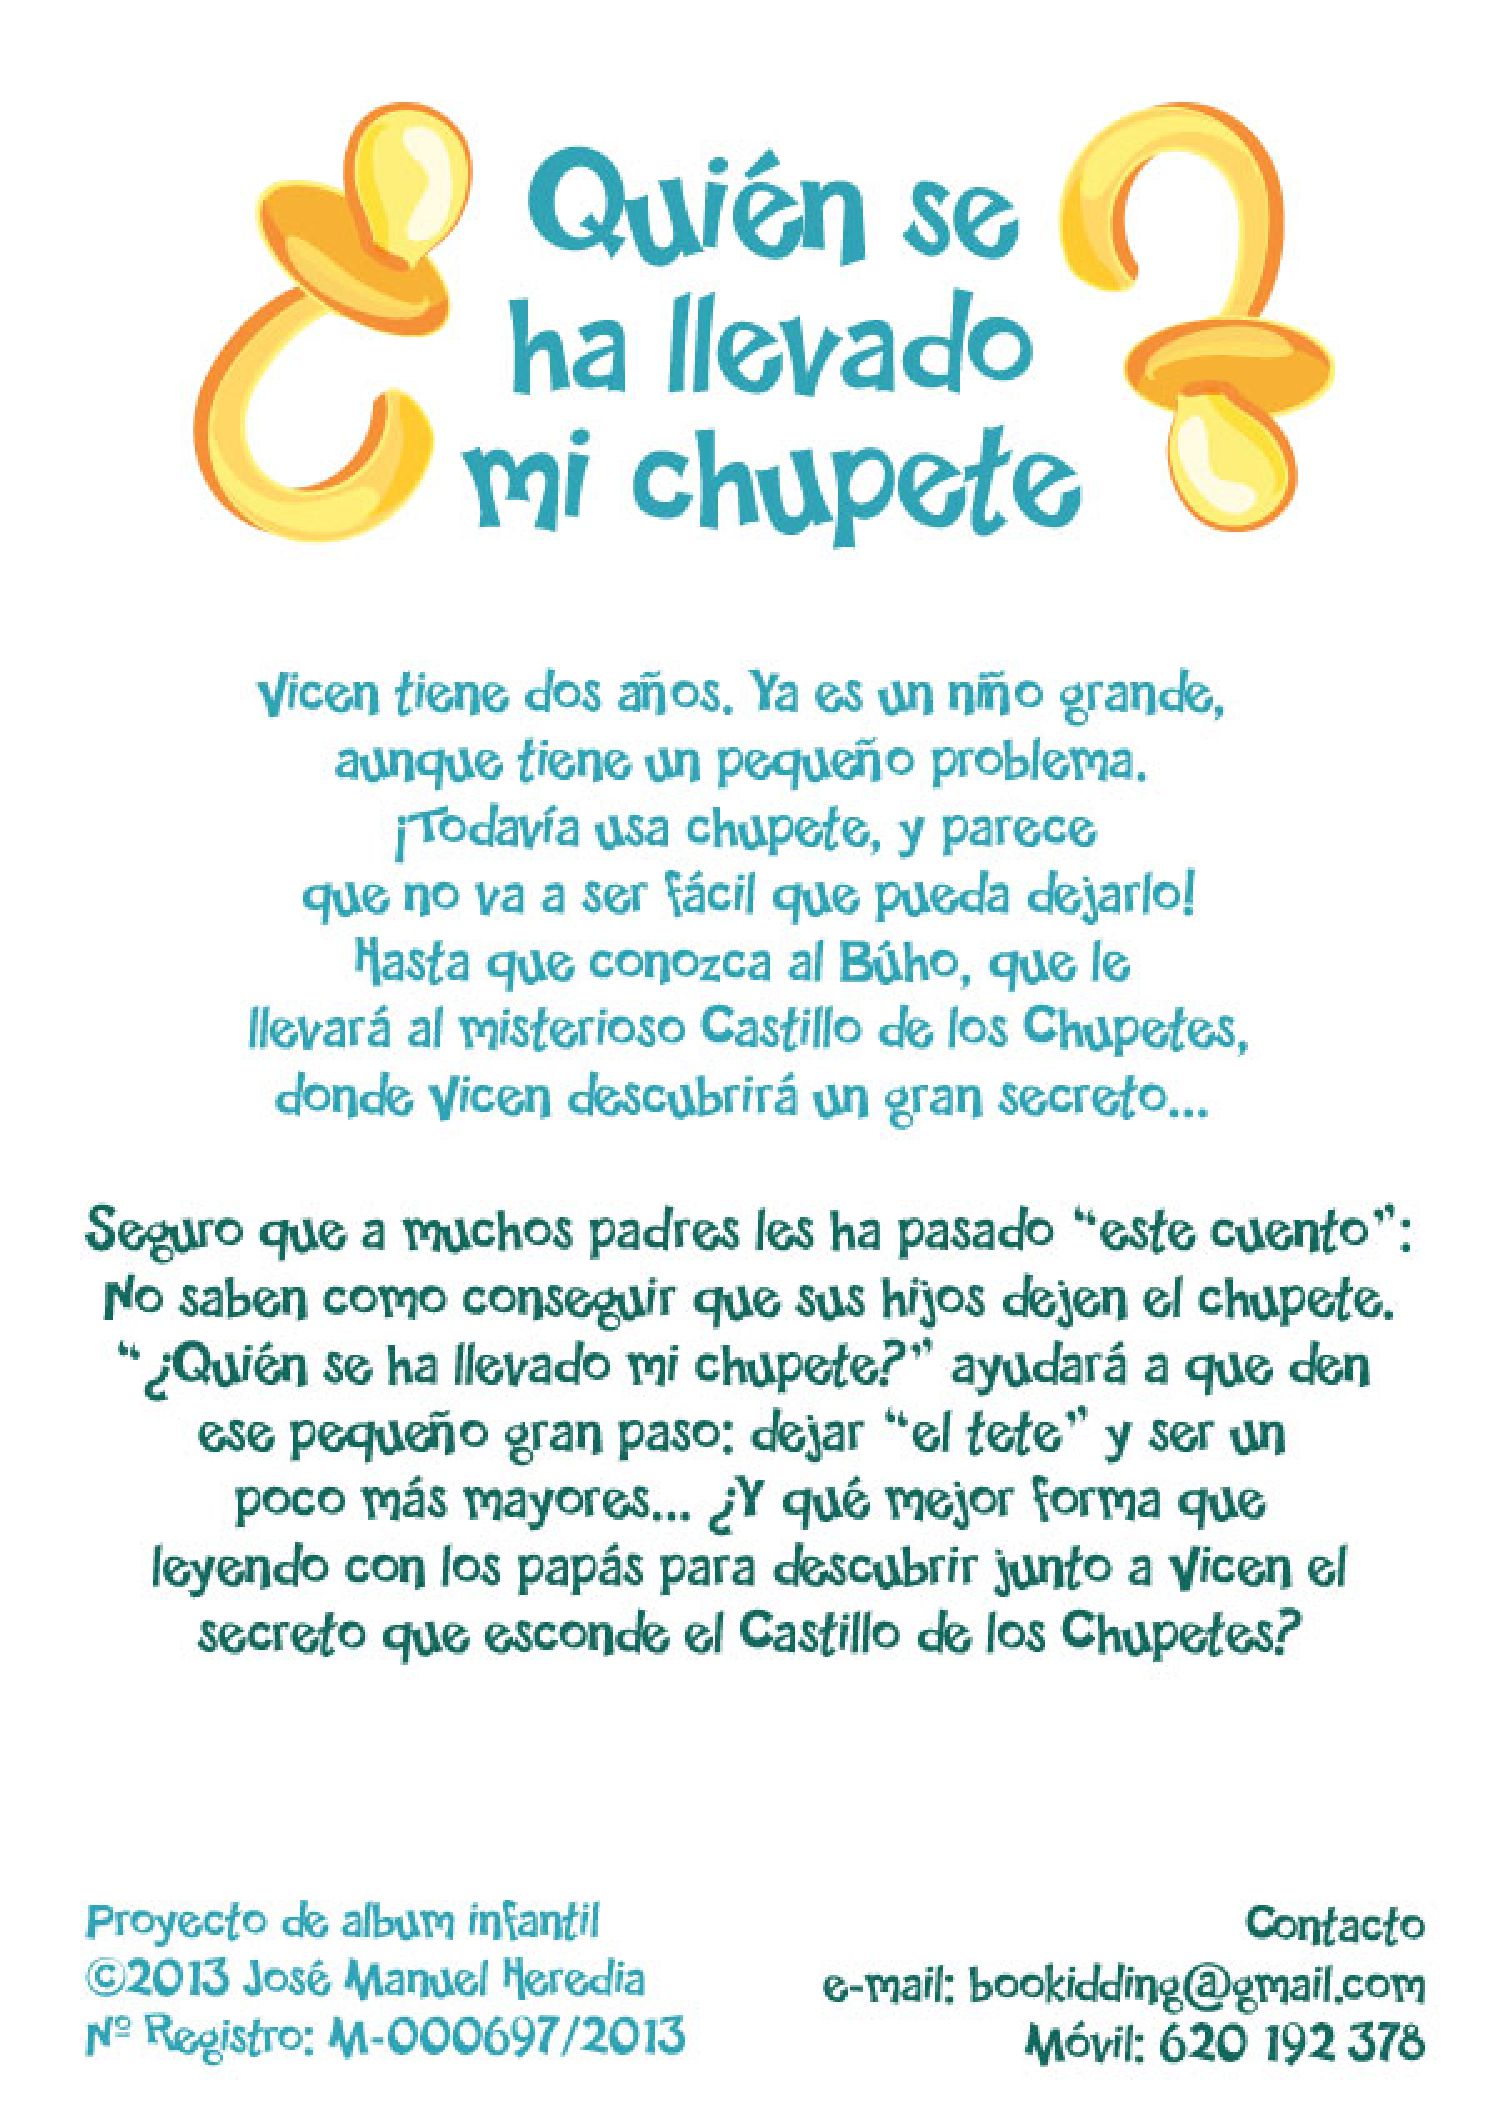 ¿Quién se
ha llevado
mi chupete?
Vicen tiene dos años. Ya es un niño grande,
aunque tiene un pequeño problema.
¡Todavía usa chupete, y parece
que no va a ser fácil que pueda dejarlo!
Hasta que conozca al Búho, que le
llevará al misterioso Castillo de los Chupetes,
donde Vicen descubrirá un gran secreto...
Seguro que a muchos padres les ha pasado “este cuento”:
No saben como conseguir que sus hijos dejen el chupete.
“¿Quién se ha llevado mi chupete?” ayudará a que den
ese pequeño gran paso: dejar “el tete” y ser un
poco más mayores... ¿Y qué mejor forma que
leyendo con los papás para descubrir junto a Vicen el
secreto que esconde el Castillo de los Chupetes?
Proyecto de album infantil
©2013 José Manuel Heredia
Nº Registro: M-000697/2013
Contacto
e-mail: bookidding@gmail.com
Móvil: 620 192 378